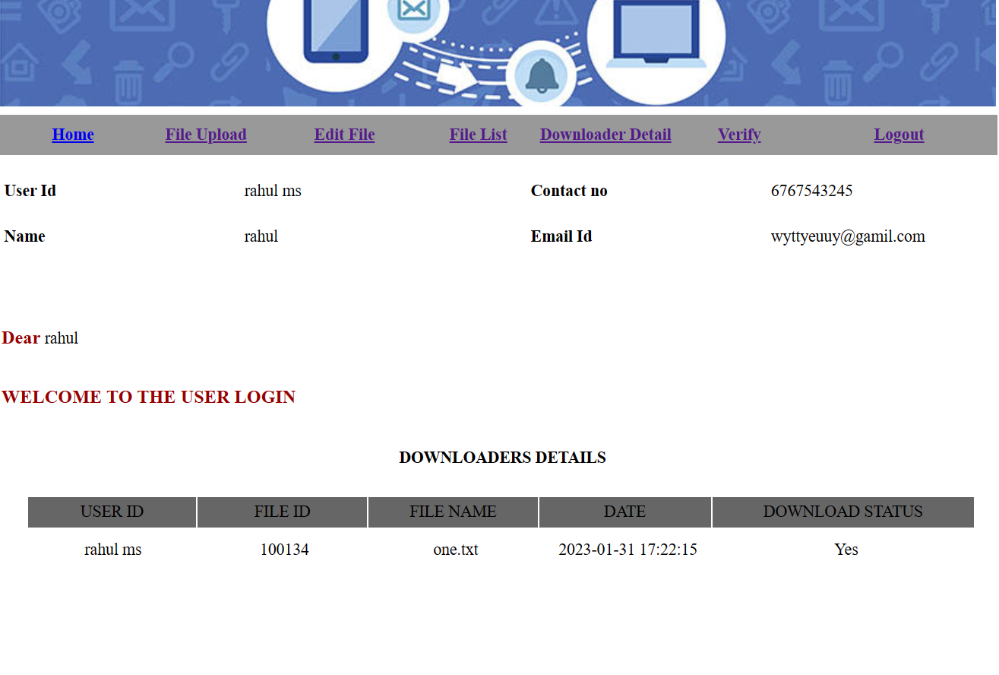 Home File Upload Edit File File List Downloader Detail Verify Logout
User Id rahul ms Contact no 6767543245
Name rahul Email Id wyttyeuuy@gamil.com
Dear rahul
WELCOME TO THE USER LOGIN
DOWNLOADERS DETAILS
USER ID FILE ID FILE NAME DATE DOWNLOAD STATUS
rahul ms 100134 one.txt 2023-01-31 17:22:15 Yes